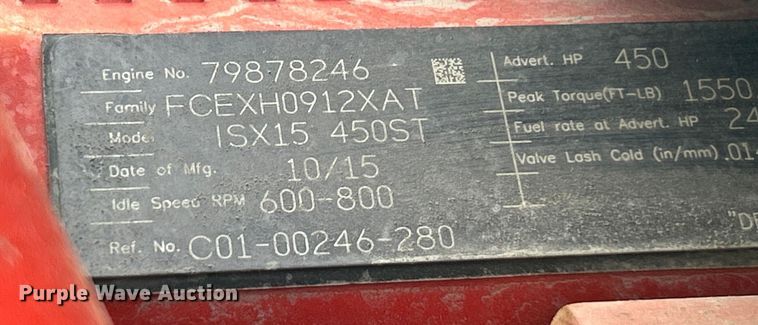 Engine No. 79878246
Family FCEXH0912XAT
Model ISX15 450ST
Date of Mfg. 10/15
Idle Speed RPM 600-800
Ref. No. C01-00246-280
Advert. HP 450
Peak Torque(FT-LB) 1550
Fuel rate at Advert. HP 24
Valve Lash Cold (in/mm) .014
Purple Wave Auction